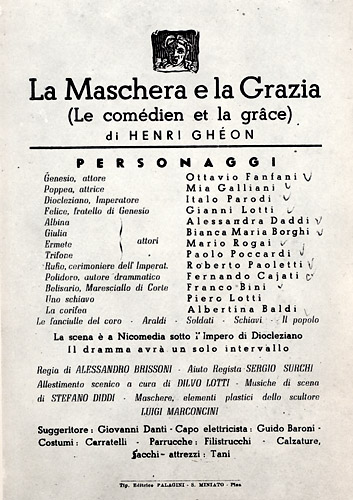 La Maschera e la Grazia
(Le comédien et la grâce)
di HENRI GHÉON
PERSONAGGI
Genesio, attore Ottavio Fanfani
Poppea, attrice Mia Galliani
Diocleziano, Imperatore Italo Parodi
Felice, fratello di Genesio Gianni Lotti
Albina Alessandra Daddi
Giulia Bianca Maria Borghi
Ermete attori Mario Rogai
Trifone Paolo Poccardi
Rufio, cerimoniere dell'Imperat. Roberto Paoletti
Polidoro, autore drammatico Fernando Cajati
Belisario, Maresciallo di Corte Franco Bini
Uno schiavo Piero Lotti
La corifea Albertina Baldi
Le fanciulle del coro - Araldi - Soldati - Schiavi - Il popolo
La scena è a Nicomedia sotto l'Impero di Diocleziano
Il dramma avrà un solo intervallo
Regia di ALESSANDRO BRISSONI - Aiuto Regista SERGIO SURCHI
Allestimento scenico a cura di DILVO LOTTI - Musiche di scena
di STEFANO DIDDI - Maschere, elementi plastici dello scultore
LUIGI MARCONCINI
Suggeritore: Giovanni Danti - Capo elettricista: Guido Baroni -
Costumi: Carratelli - Parrucche: Filistrucchi - Calzature,
Sacchi - attrezzi: Tani
Tip. Editrice PALAGINI - S. MINIATO - Pisa